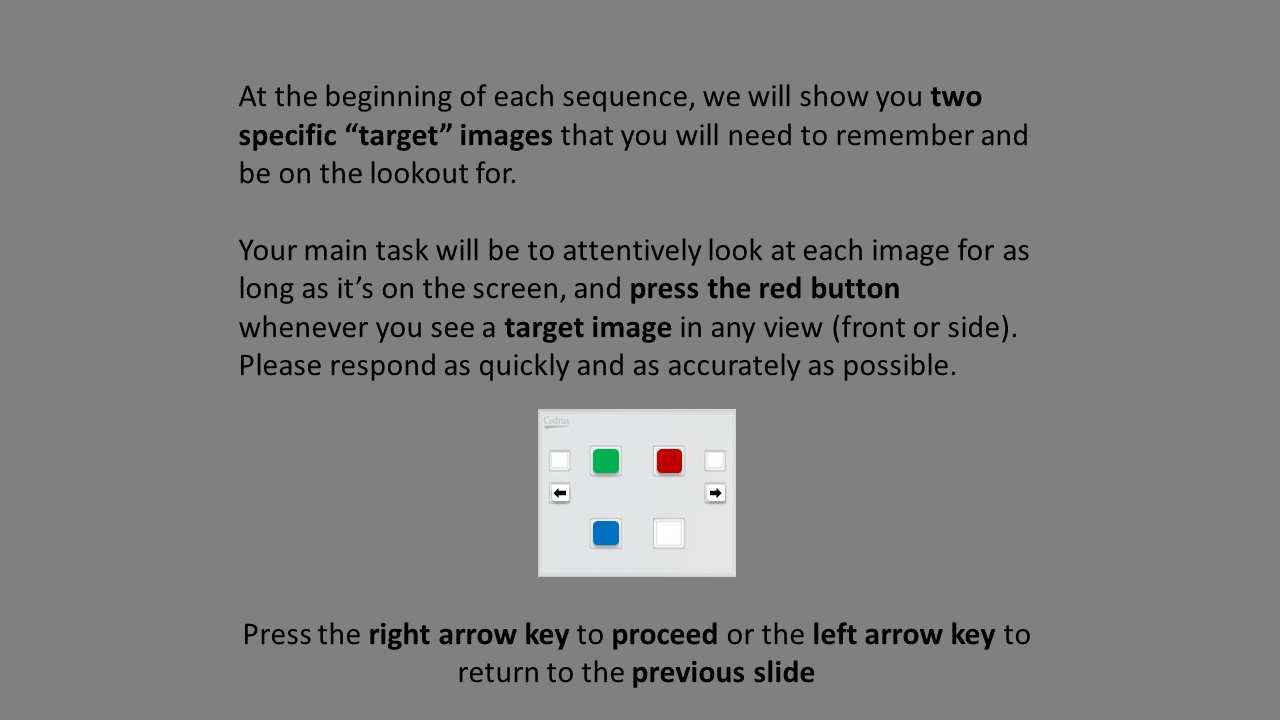 At the beginning of each sequence, we will show you two
specific “target” images that you will need to remember and
be on the lookout for.
Your main task will be to attentively look at each image for as
long as it’s on the screen, and press the red button
whenever you see a target image in any view (front or side).
Please respond as quickly and as accurately as possible.
Cedrus
Press the right arrow key to proceed or the left arrow key to
return to the previous slide